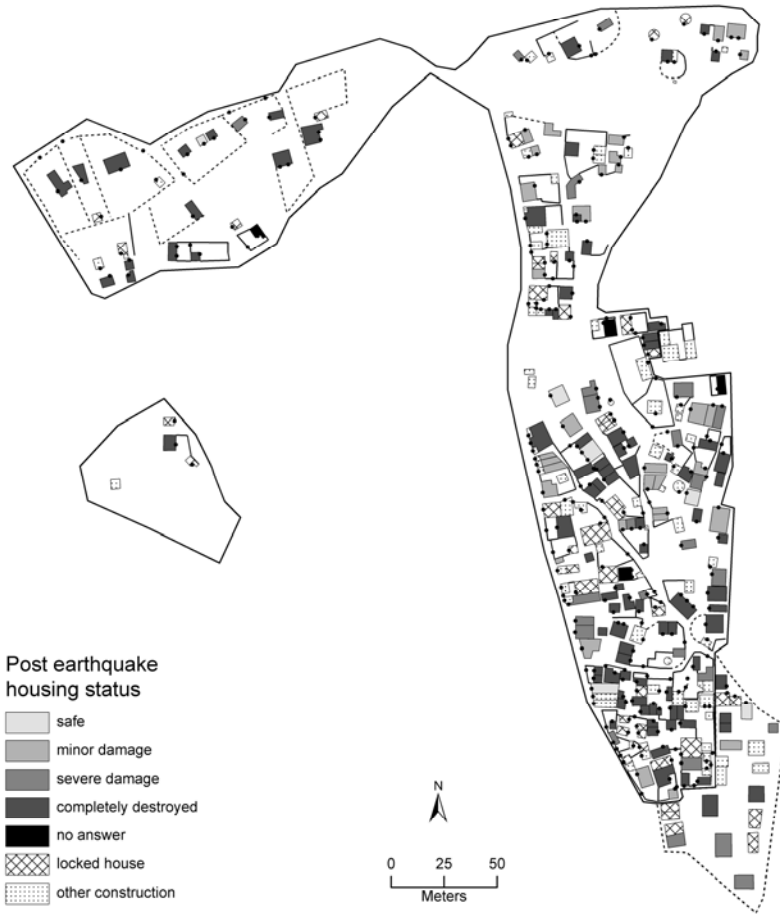 Post earthquake
housing status
safe
minor damage
severe damage
completely destroyed
no answer
locked house
other construction
N
0 25 50
Meters